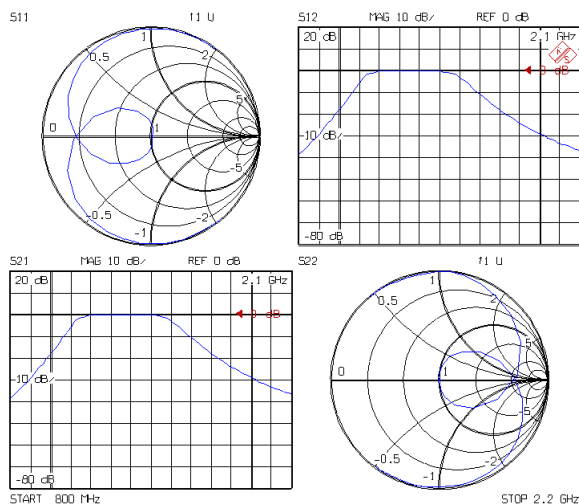 S11 1 U
1
0.5
2
5
0
1
-5
-0.5
-2
-1
S12 MAG 10 dB/ REF 0 dB
20 dB
2.1 GHz
0 dB
-10 dB/
-80 dB
S21 MAG 10 dB/ REF 0 dB
20 dB
2.1 GHz
0 dB
-10 dB/
-80 dB
START 800 MHz
S22 1 U
1
0.5
2
5
0
1
-5
-0.5
-2
-1
STOP 2.2 GHz